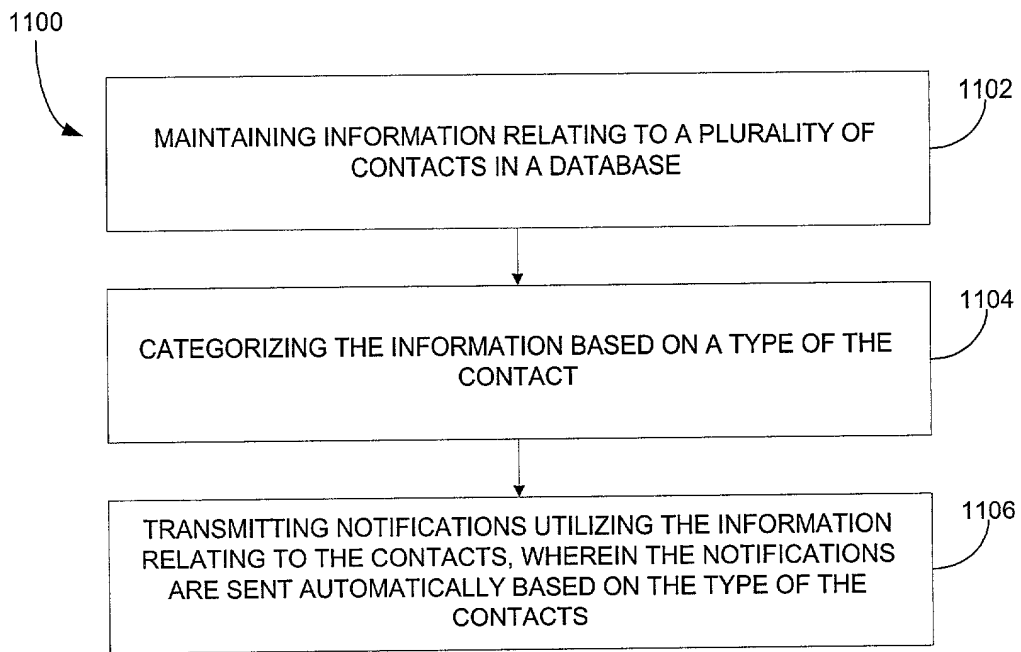 1100
1102
MAINTAINING INFORMATION RELATING TO A PLURALITY OF
CONTACTS IN A DATABASE
1104
CATEGORIZING THE INFORMATION BASED ON A TYPE OF THE
CONTACT
1106
TRANSMITTING NOTIFICATIONS UTILIZING THE INFORMATION
RELATING TO THE CONTACTS, WHEREIN THE NOTIFICATIONS
ARE SENT AUTOMATICALLY BASED ON THE TYPE OF THE
CONTACTS